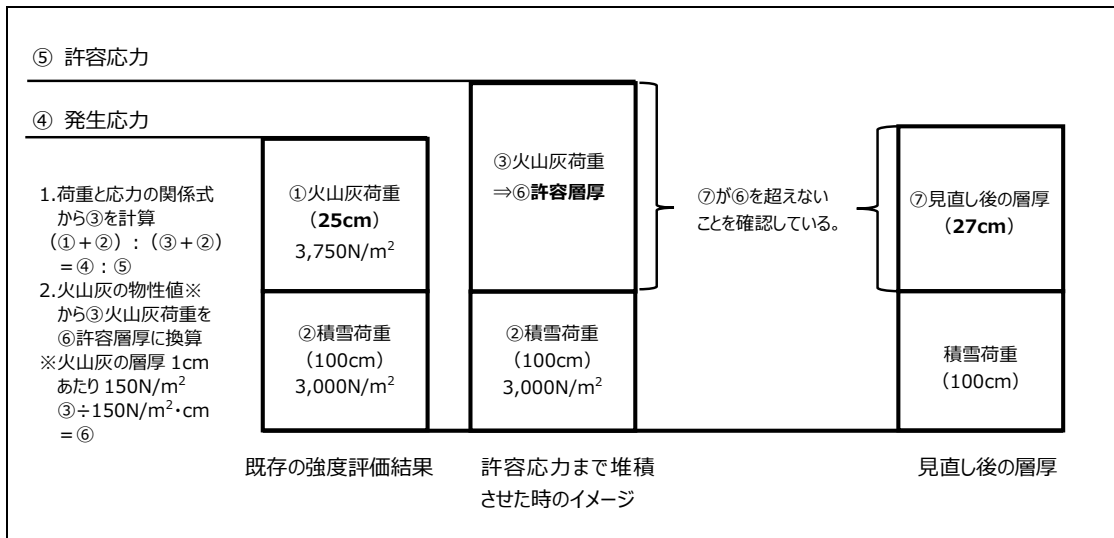 ⑤ 許容応力
④ 発生応力
1.荷重と応力の関係式
から③を計算
(①+②):(③+②)
=④:⑤
2.火山灰の物性値※
から③火山灰荷重を
⑥許容層厚に換算
※火山灰の層厚 1cm
あたり 150N/m²
③÷150N/m²・cm
=⑥
①火山灰荷重
(25cm)
3,750N/m²
②積雪荷重
(100cm)
3,000N/m²
既存の強度評価結果
③火山灰荷重
⇒⑥許容層厚
②積雪荷重
(100cm)
3,000N/m²
許容応力まで堆積
させた時のイメージ
⑦が⑥を超えない
ことを確認している。
⑦見直し後の層厚
(27cm)
積雪荷重
(100cm)
見直し後の層厚